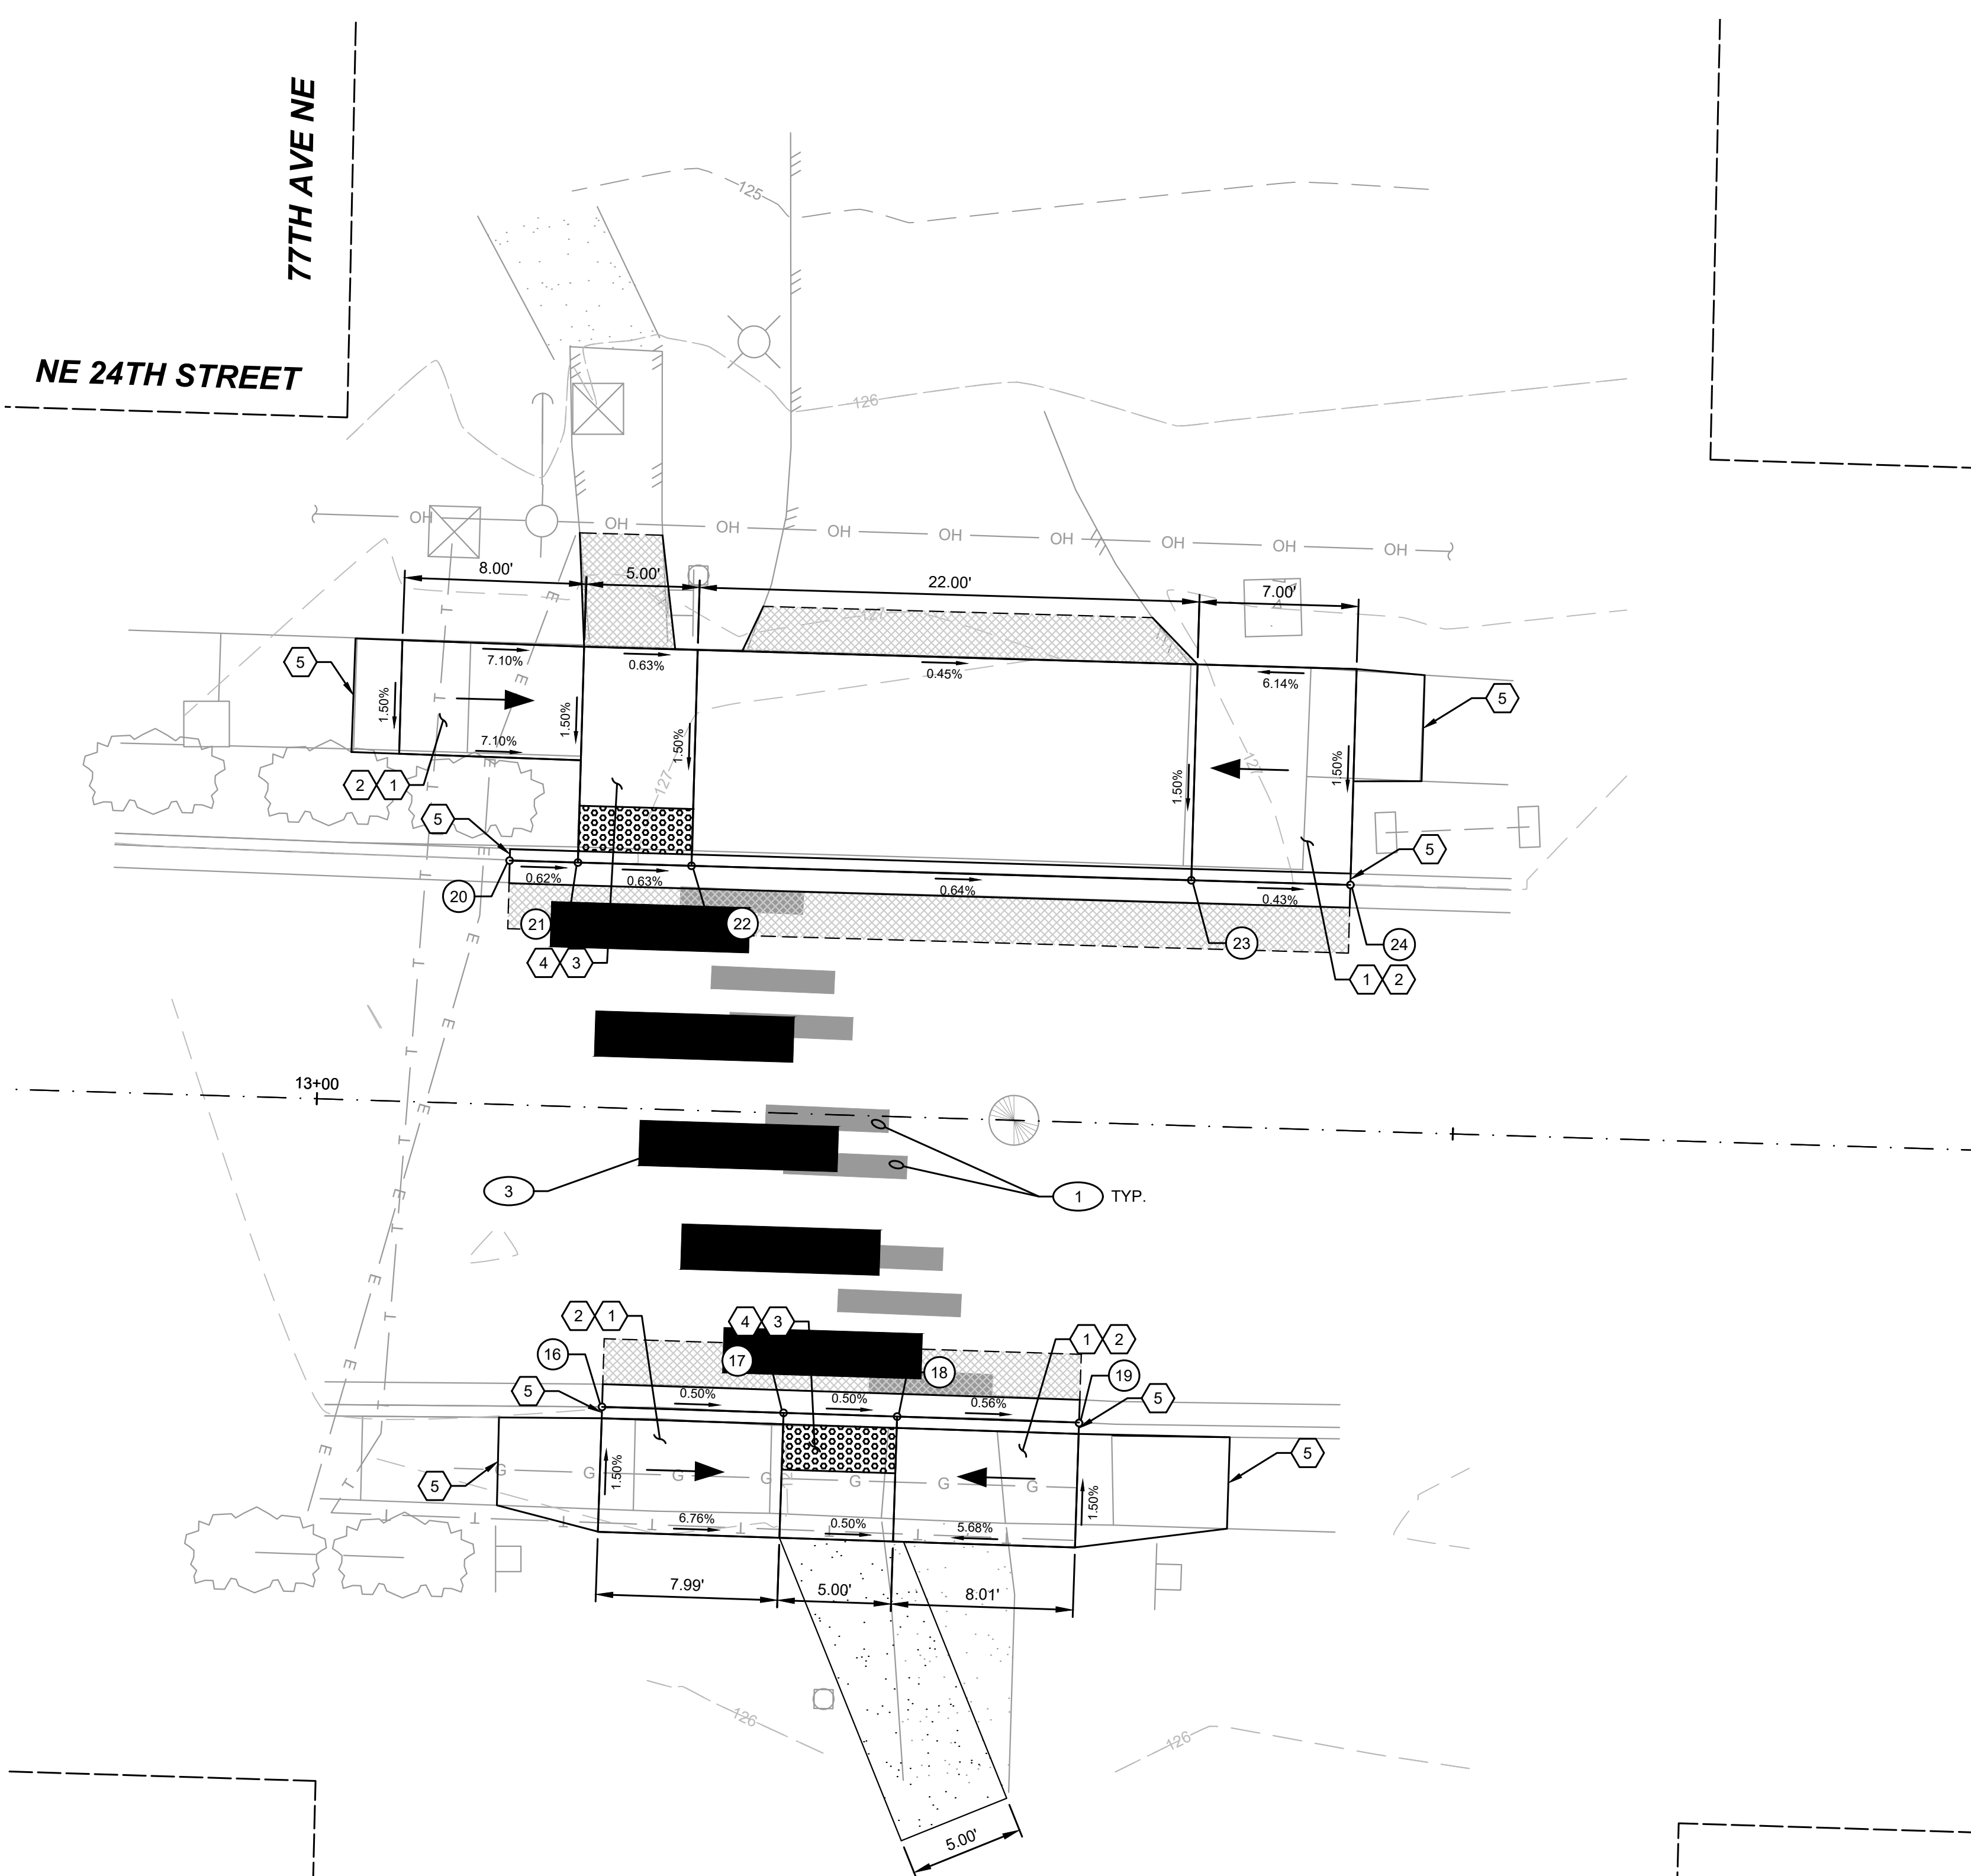 77TH AVE NE
NE 24TH STREET
125
126
OH OH OH OH OH OH OH OH OH OH
8.00' 5.00' 22.00' 7.00'
127
5
7.10% 0.63% 0.45% 6.14%
5
1.50% 1.50% 1.50% 1.50% 1.50%
7.10%
127
127
2 1
5
5
0.62% 0.63% 0.64% 0.43%
20
21 22 23 24
4 3
1 2
13+00
3
1 TYP.
2 1
4 3
1 2
16 17 18 19
5
0.50% 0.50% 0.56%
5
5
5
G G G G G G G
1.50% 1.50%
6.76% 0.50% 5.68%
T T T T T
7.99' 5.00' 8.01'
126
126
5.00'
E E E E E E E E E E E
T T T T T T T T T